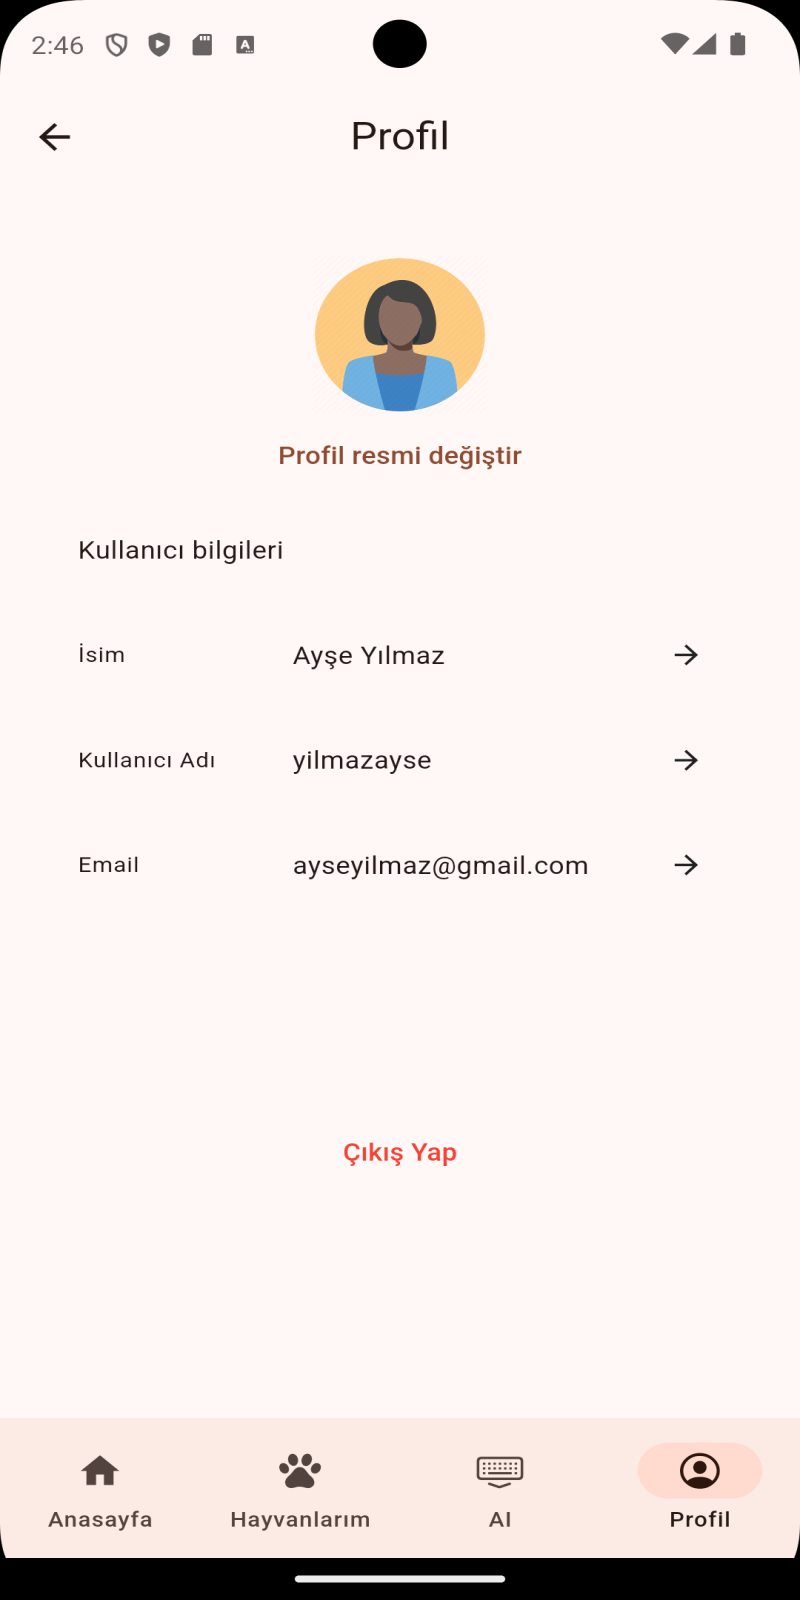 2:46
Profil
Profil resmi değiştir
Kullanıcı bilgileri
İsim Ayşe Yılmaz
Kullanıcı Adı yilmazayse
Email ayseyilmaz@gmail.com
Çıkış Yap
Anasayfa Hayvanlarım AI Profil